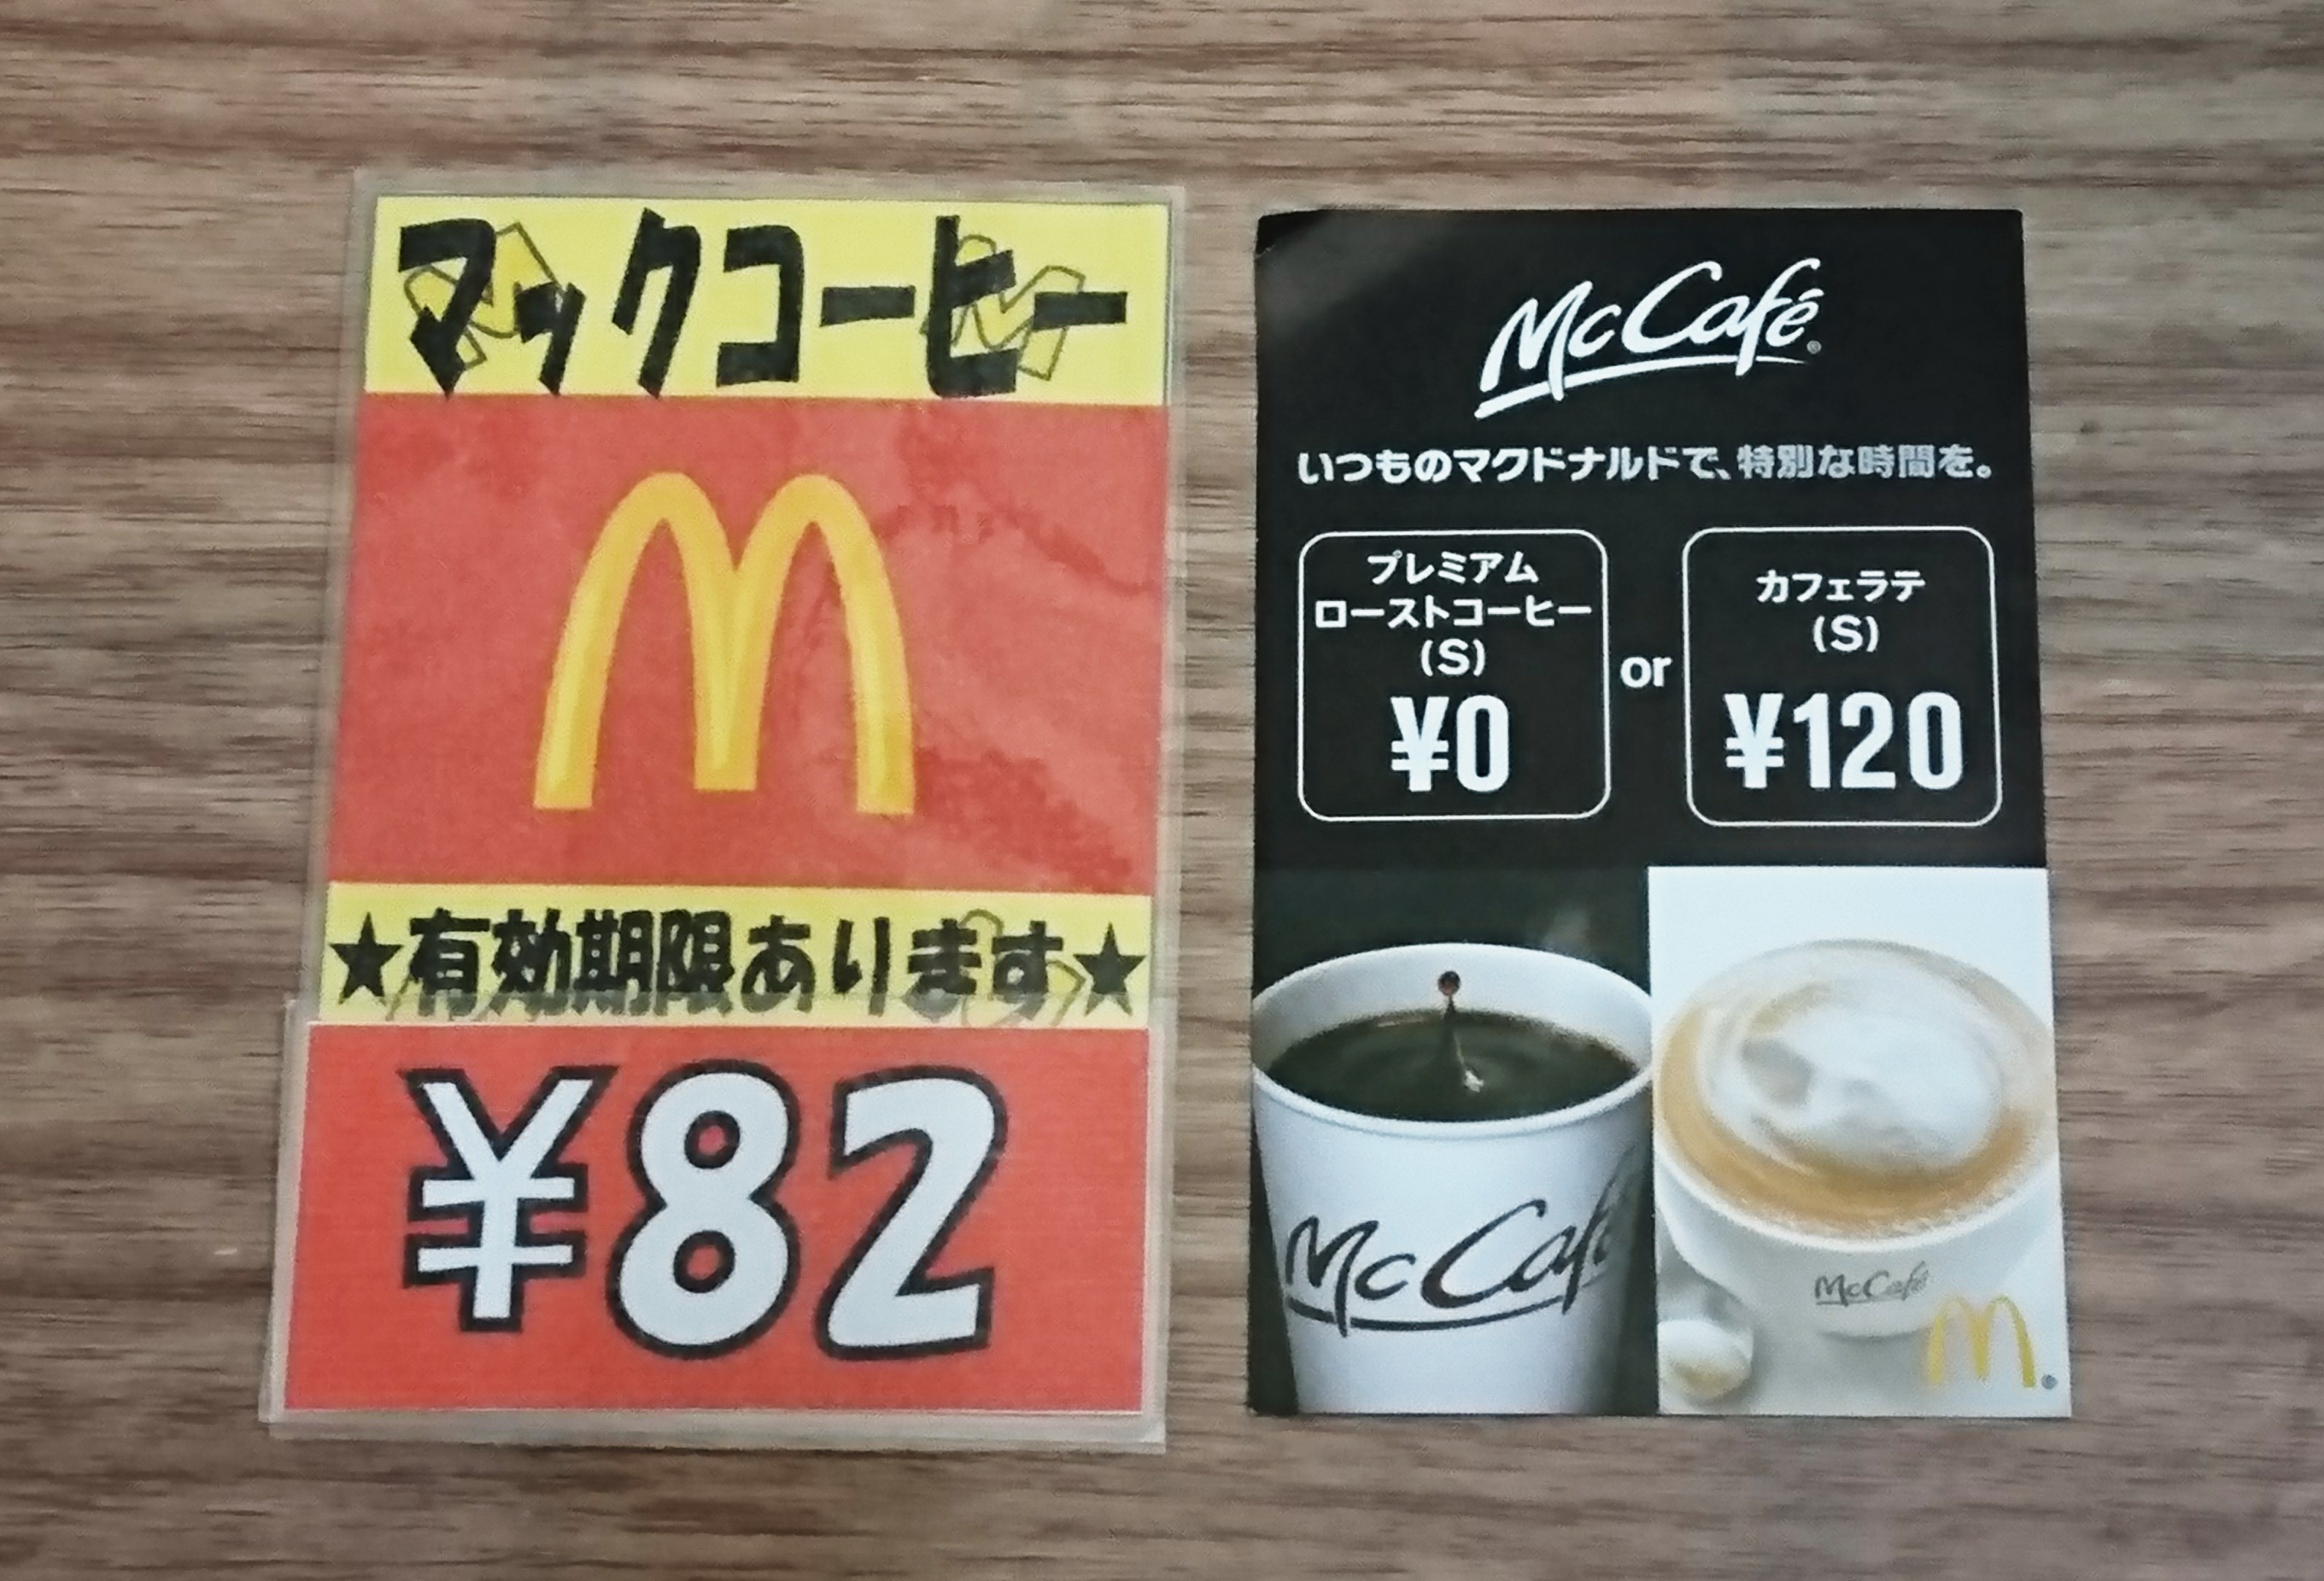 マックコーヒー
★有効期限あります★
¥82
McCafé®
いつものマクドナルドで、特別な時間を。
プレミアム
ローストコーヒー
(S)
¥0
or
カフェラテ
(S)
¥120
McCafé
McCafé